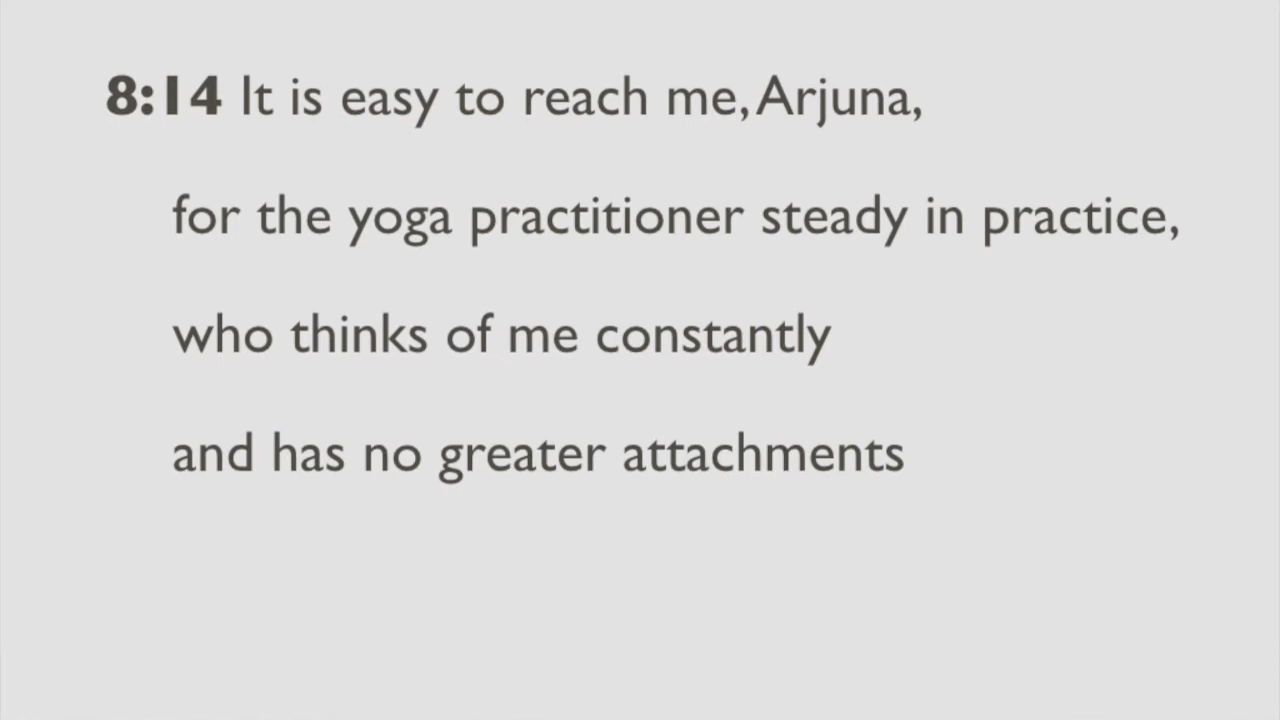 8:14 It is easy to reach me, Arjuna,
for the yoga practitioner steady in practice,
who thinks of me constantly
and has no greater attachments